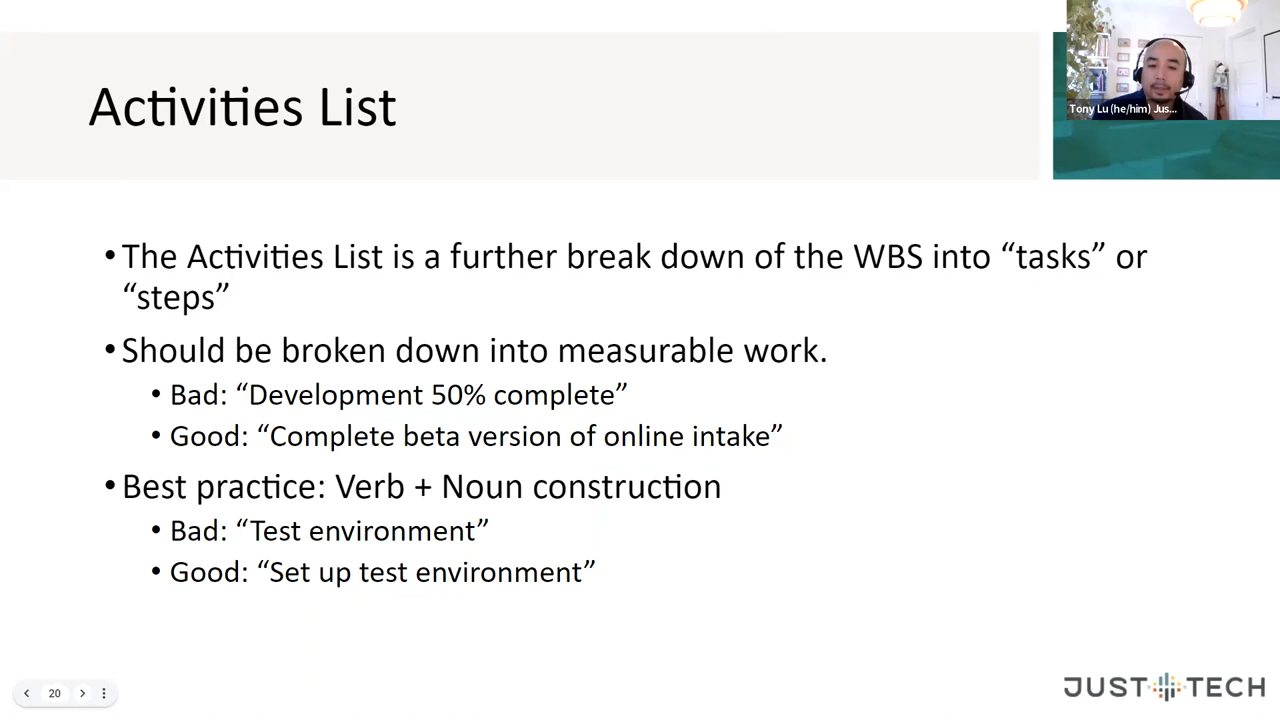 Activities List
Tony Lu (he/him) Jus...
• The Activities List is a further break down of the WBS into “tasks” or
“steps”
• Should be broken down into measurable work.
• Bad: “Development 50% complete”
• Good: “Complete beta version of online intake”
• Best practice: Verb + Noun construction
• Bad: “Test environment”
• Good: “Set up test environment”
20
JUST TECH